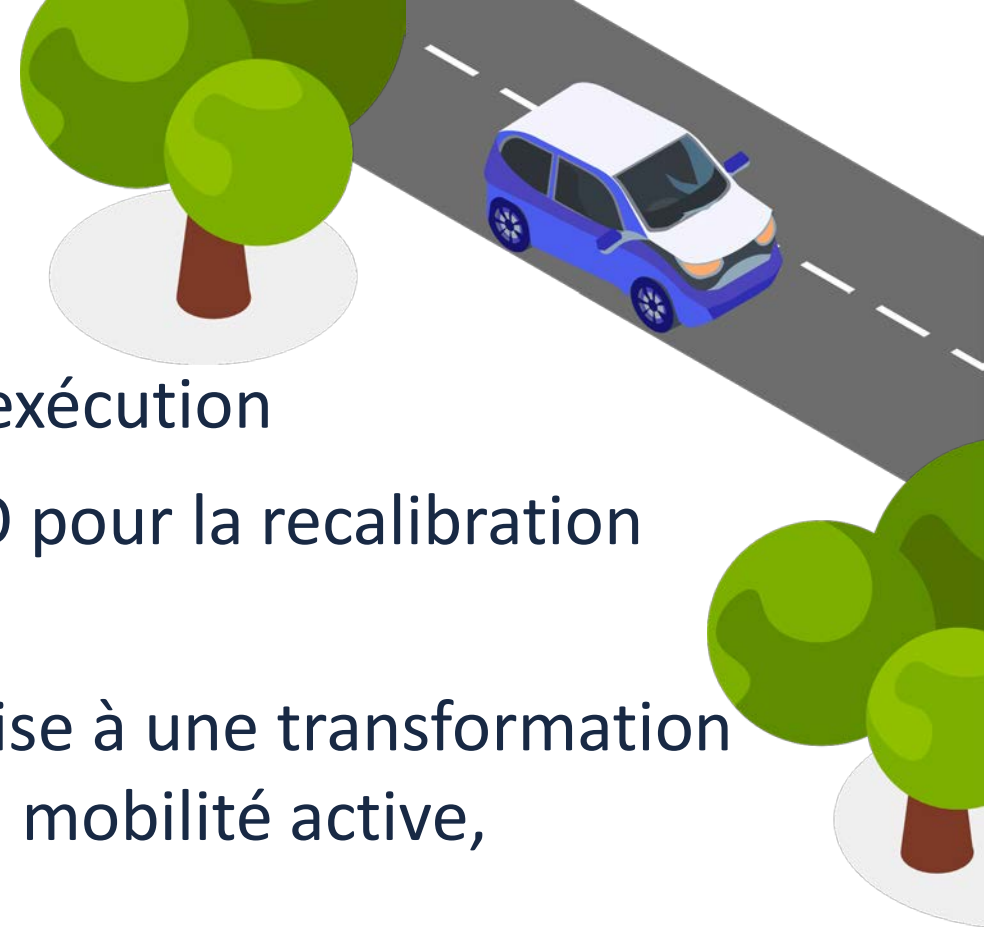 exécution
pour la recalibration
ise à une transformation
mobilité active,